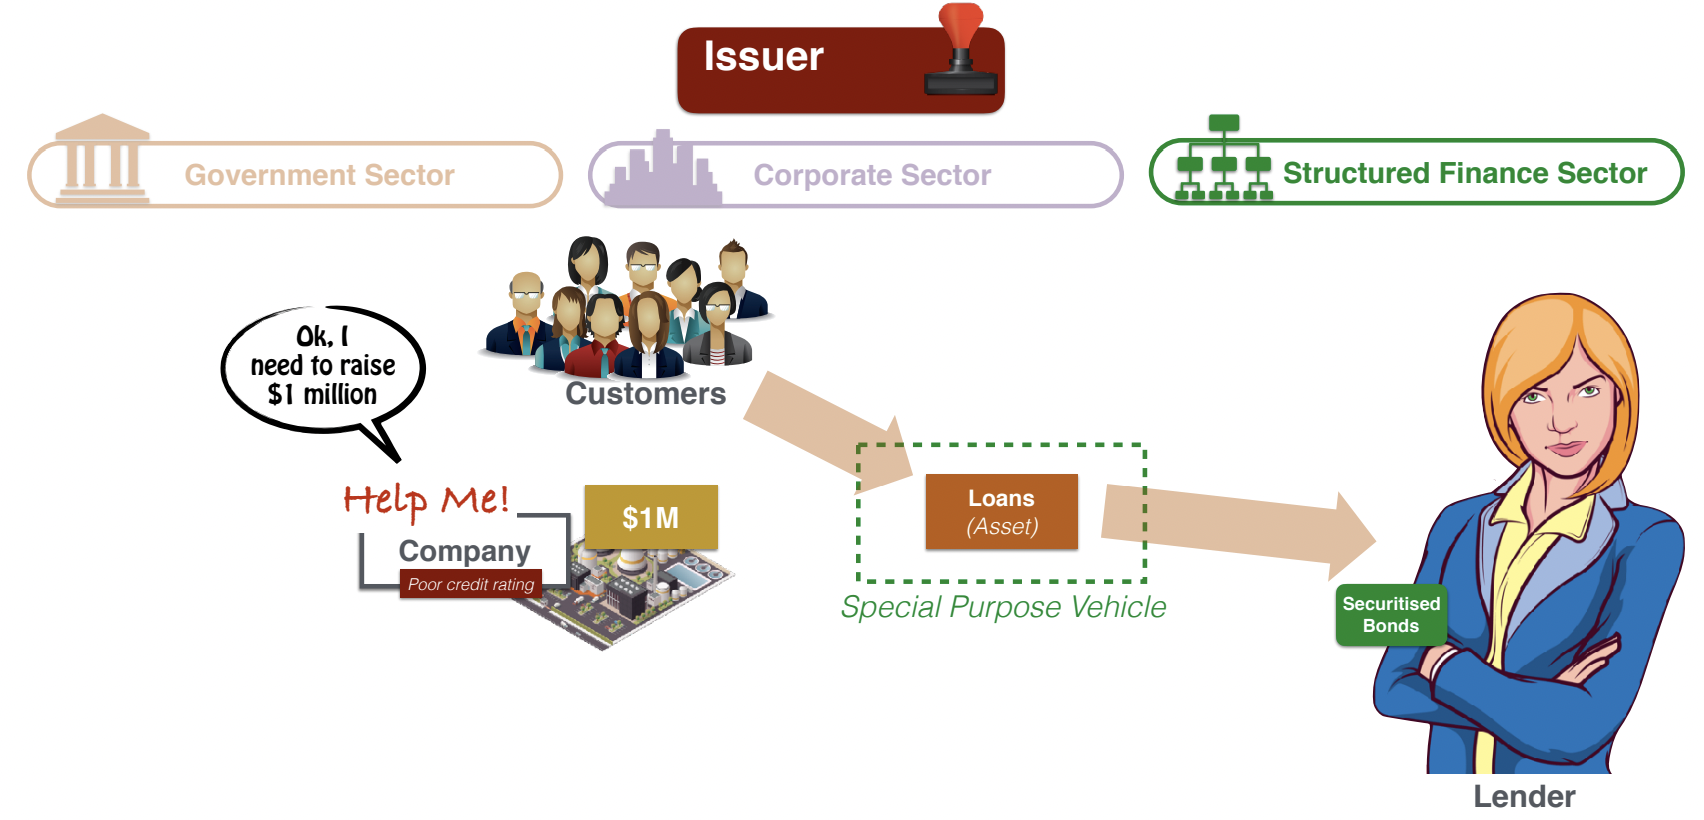 Issuer
Government Sector
Corporate Sector
Structured Finance Sector
Ok, I
need to raise
$1 million
Customers
Help Me!
$1M
Company
Poor credit rating
Loans
(Asset)
Special Purpose Vehicle
Securitised
Bonds
Lender